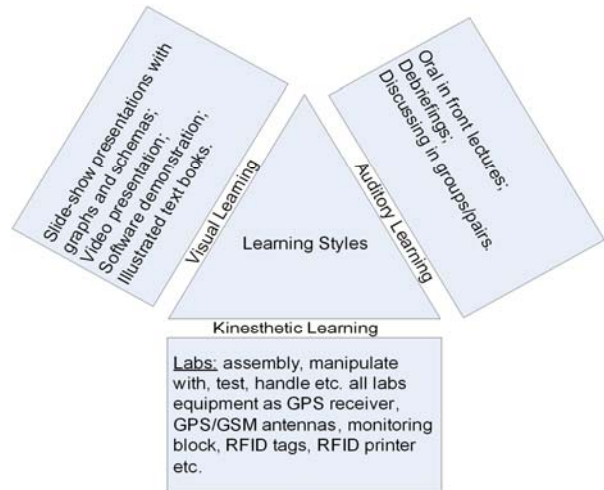 Slide-show presentations with
graphs and schemas;
Video presentation;
Software demonstration;
Illustrated text books.
Visual Learning
Learning Styles
Auditory Learning
Oral in front lectures;
Debriefings;
Discussing in groups/pairs.
Kinesthetic Learning
Labs: assembly, manipulate
with, test, handle etc. all labs
equipment as GPS receiver,
GPS/GSM antennas, monitoring
block, RFID tags, RFID printer
etc.